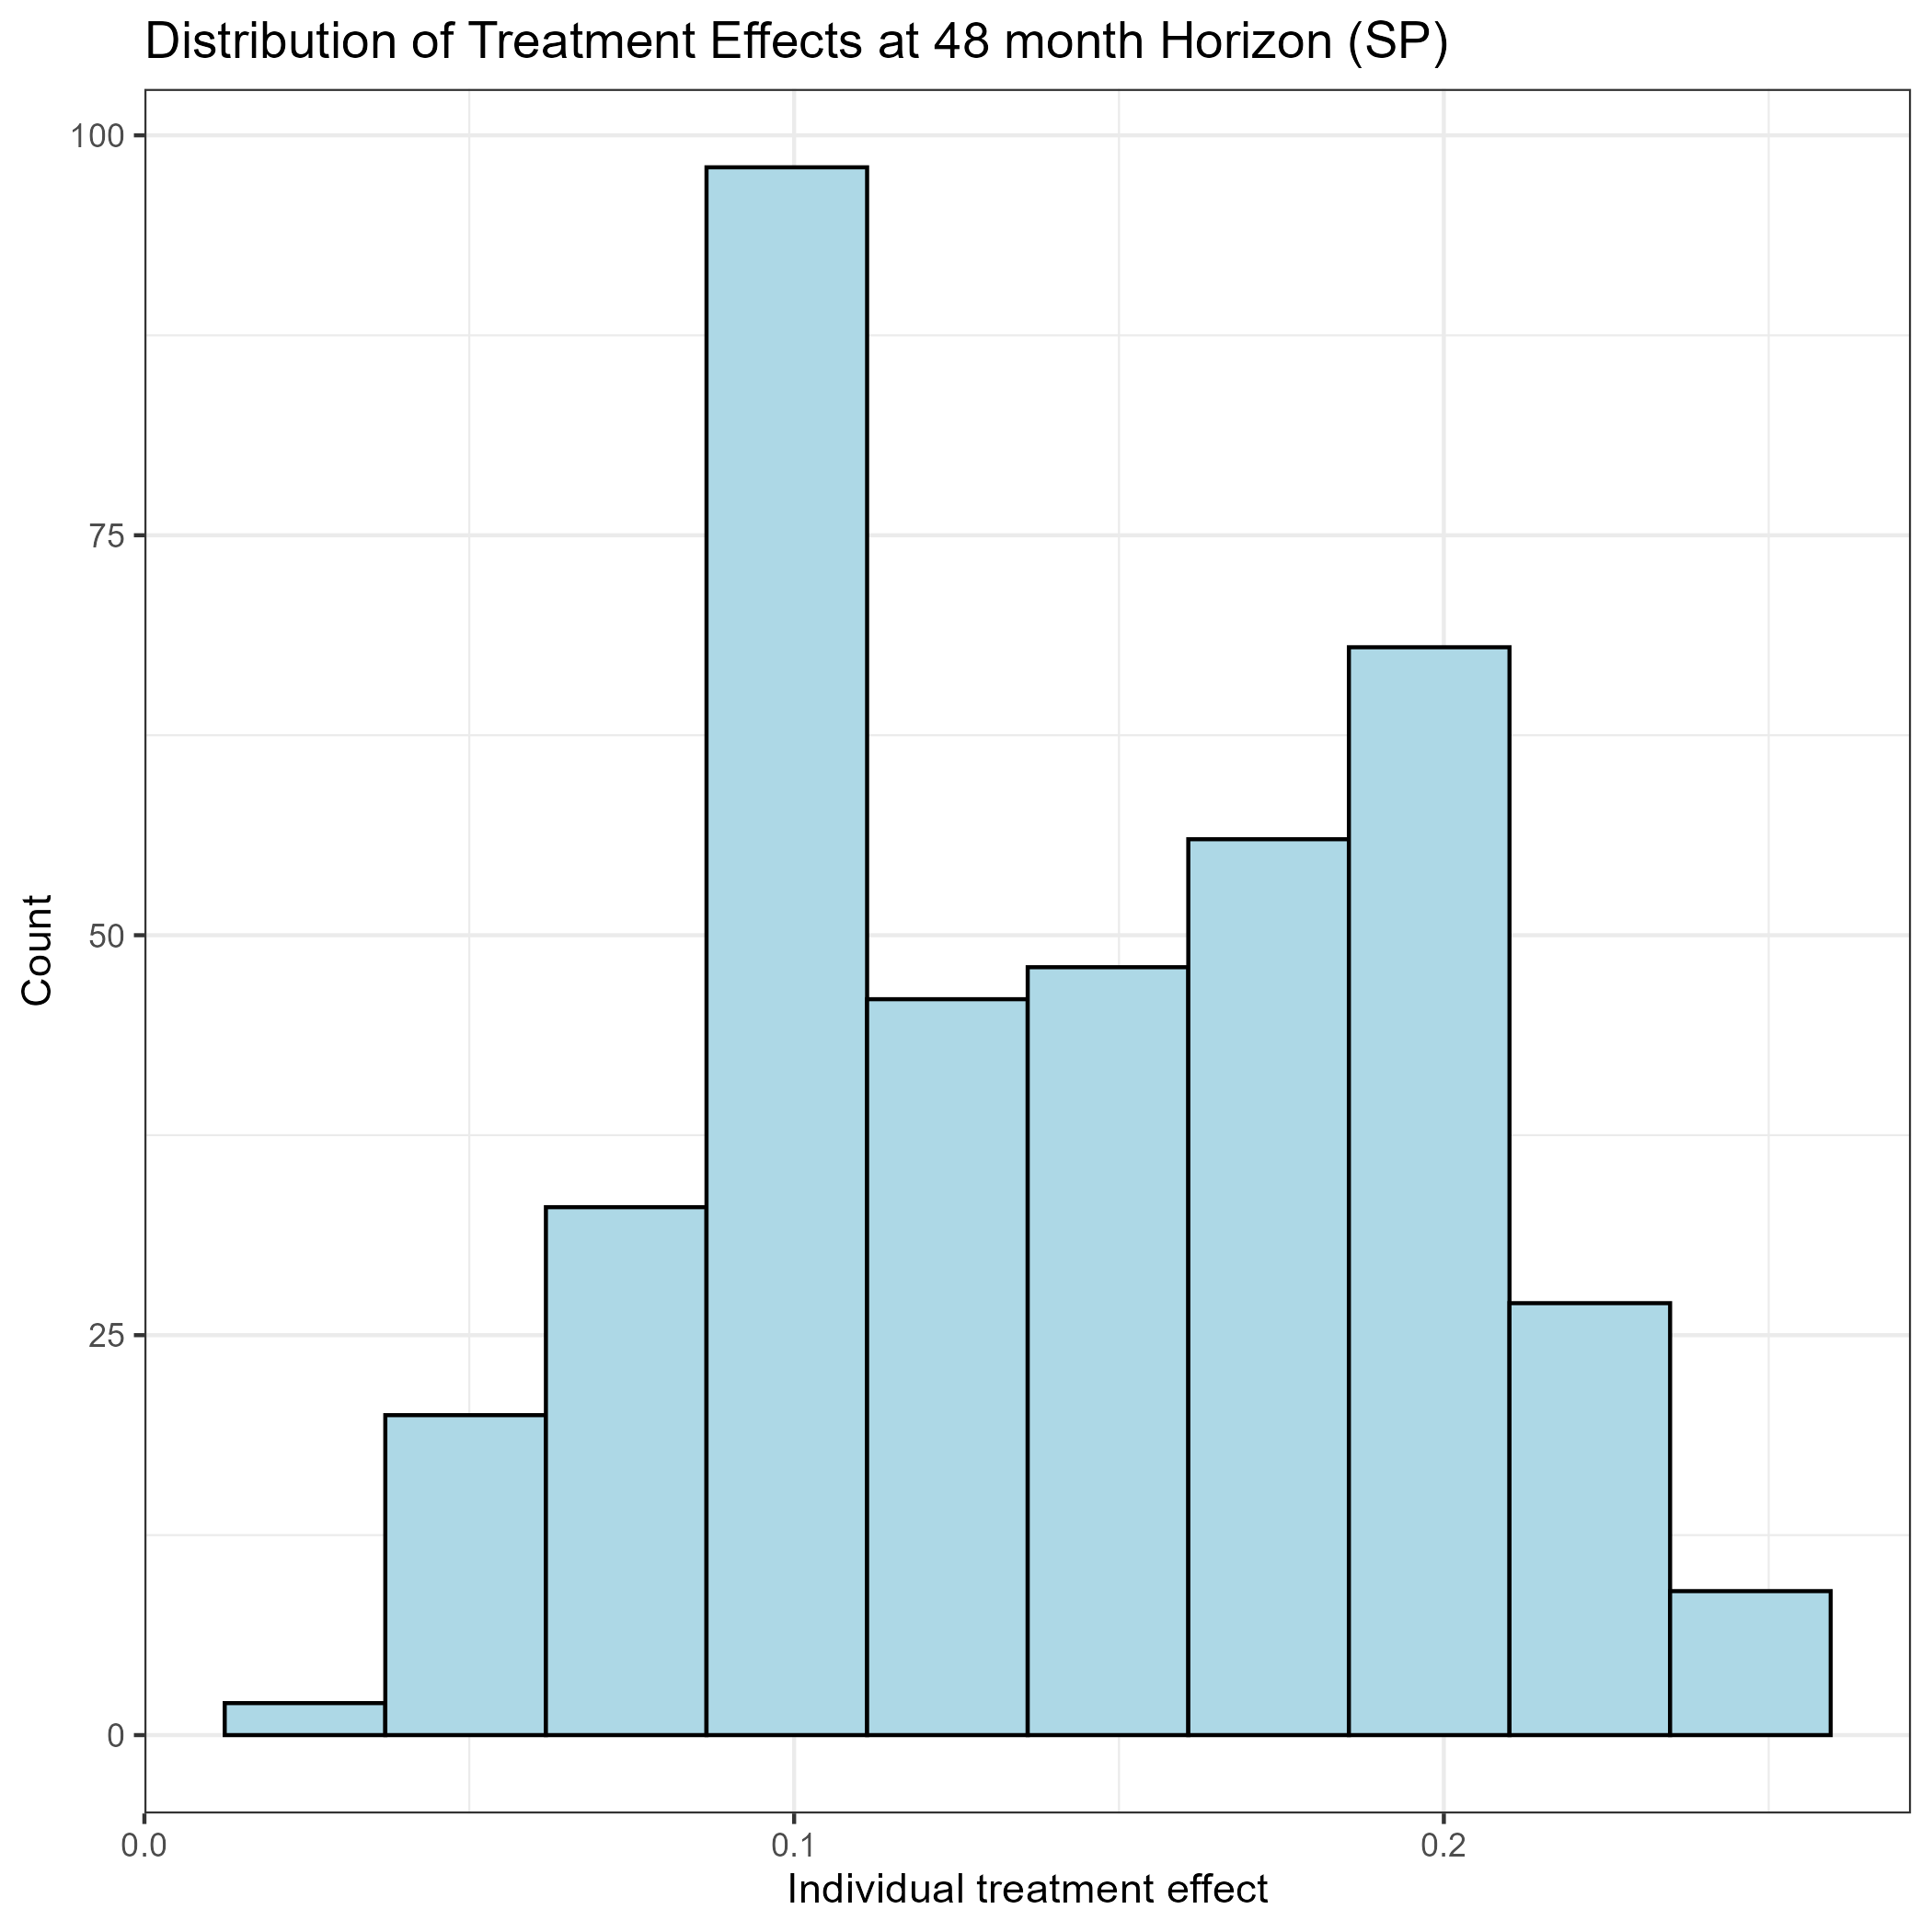 Distribution of Treatment Effects at 48 month Horizon (SP)
100
75
50
25
0
Count
0.0 0.1 0.2
Individual treatment effect